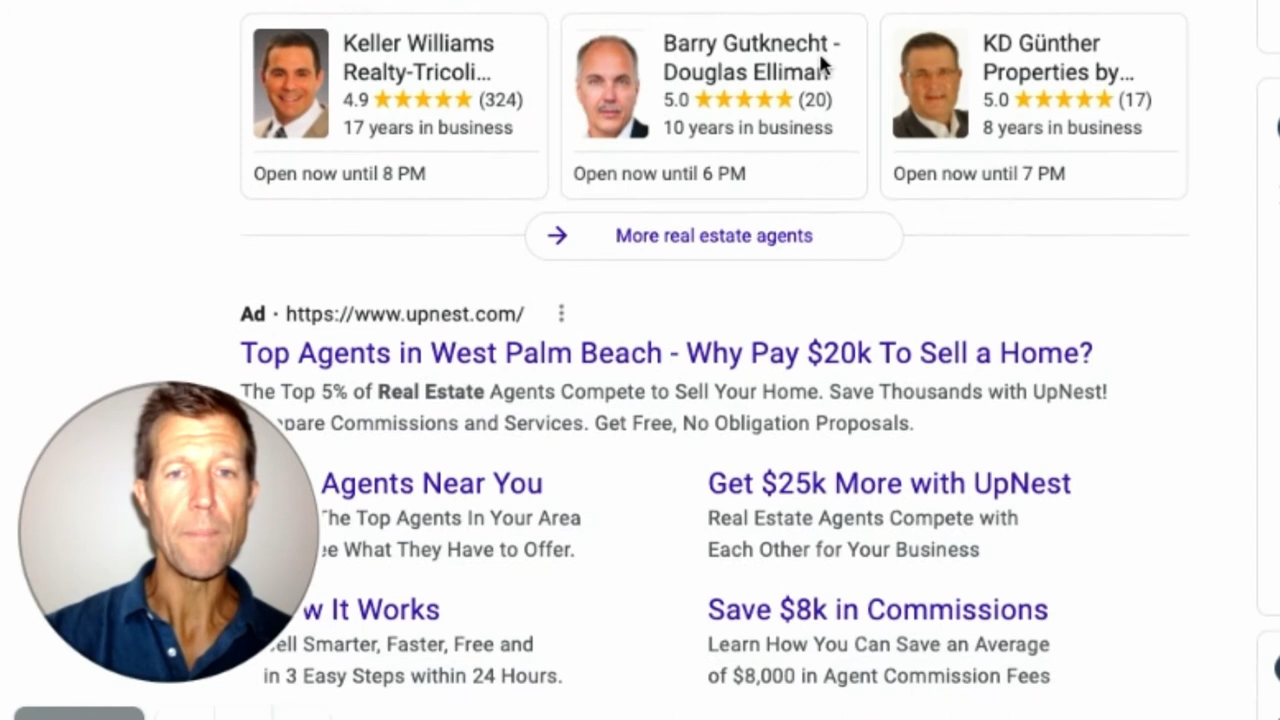 Keller Williams
Realty-Tricoli...
4.9 ★★★★★ (324)
17 years in business
Open now until 8 PM
Barry Gutknecht -
Douglas Elliman
5.0 ★★★★★ (20)
10 years in business
Open now until 6 PM
KD Günther
Properties by...
5.0 ★★★★★ (17)
8 years in business
Open now until 7 PM
→ More real estate agents
Ad · https://www.upnest.com/
Top Agents in West Palm Beach - Why Pay $20k To Sell a Home?
The Top 5% of Real Estate Agents Compete to Sell Your Home. Save Thousands with UpNest!
Commissions and Services. Get Free, No Obligation Proposals.
Agents Near You
The Top Agents In Your Area
What They Have to Offer.
Get $25k More with UpNest
Real Estate Agents Compete with
Each Other for Your Business
It Works
Smarter, Faster, Free and
in 3 Easy Steps within 24 Hours.
Save $8k in Commissions
Learn How You Can Save an Average
of $8,000 in Agent Commission Fees